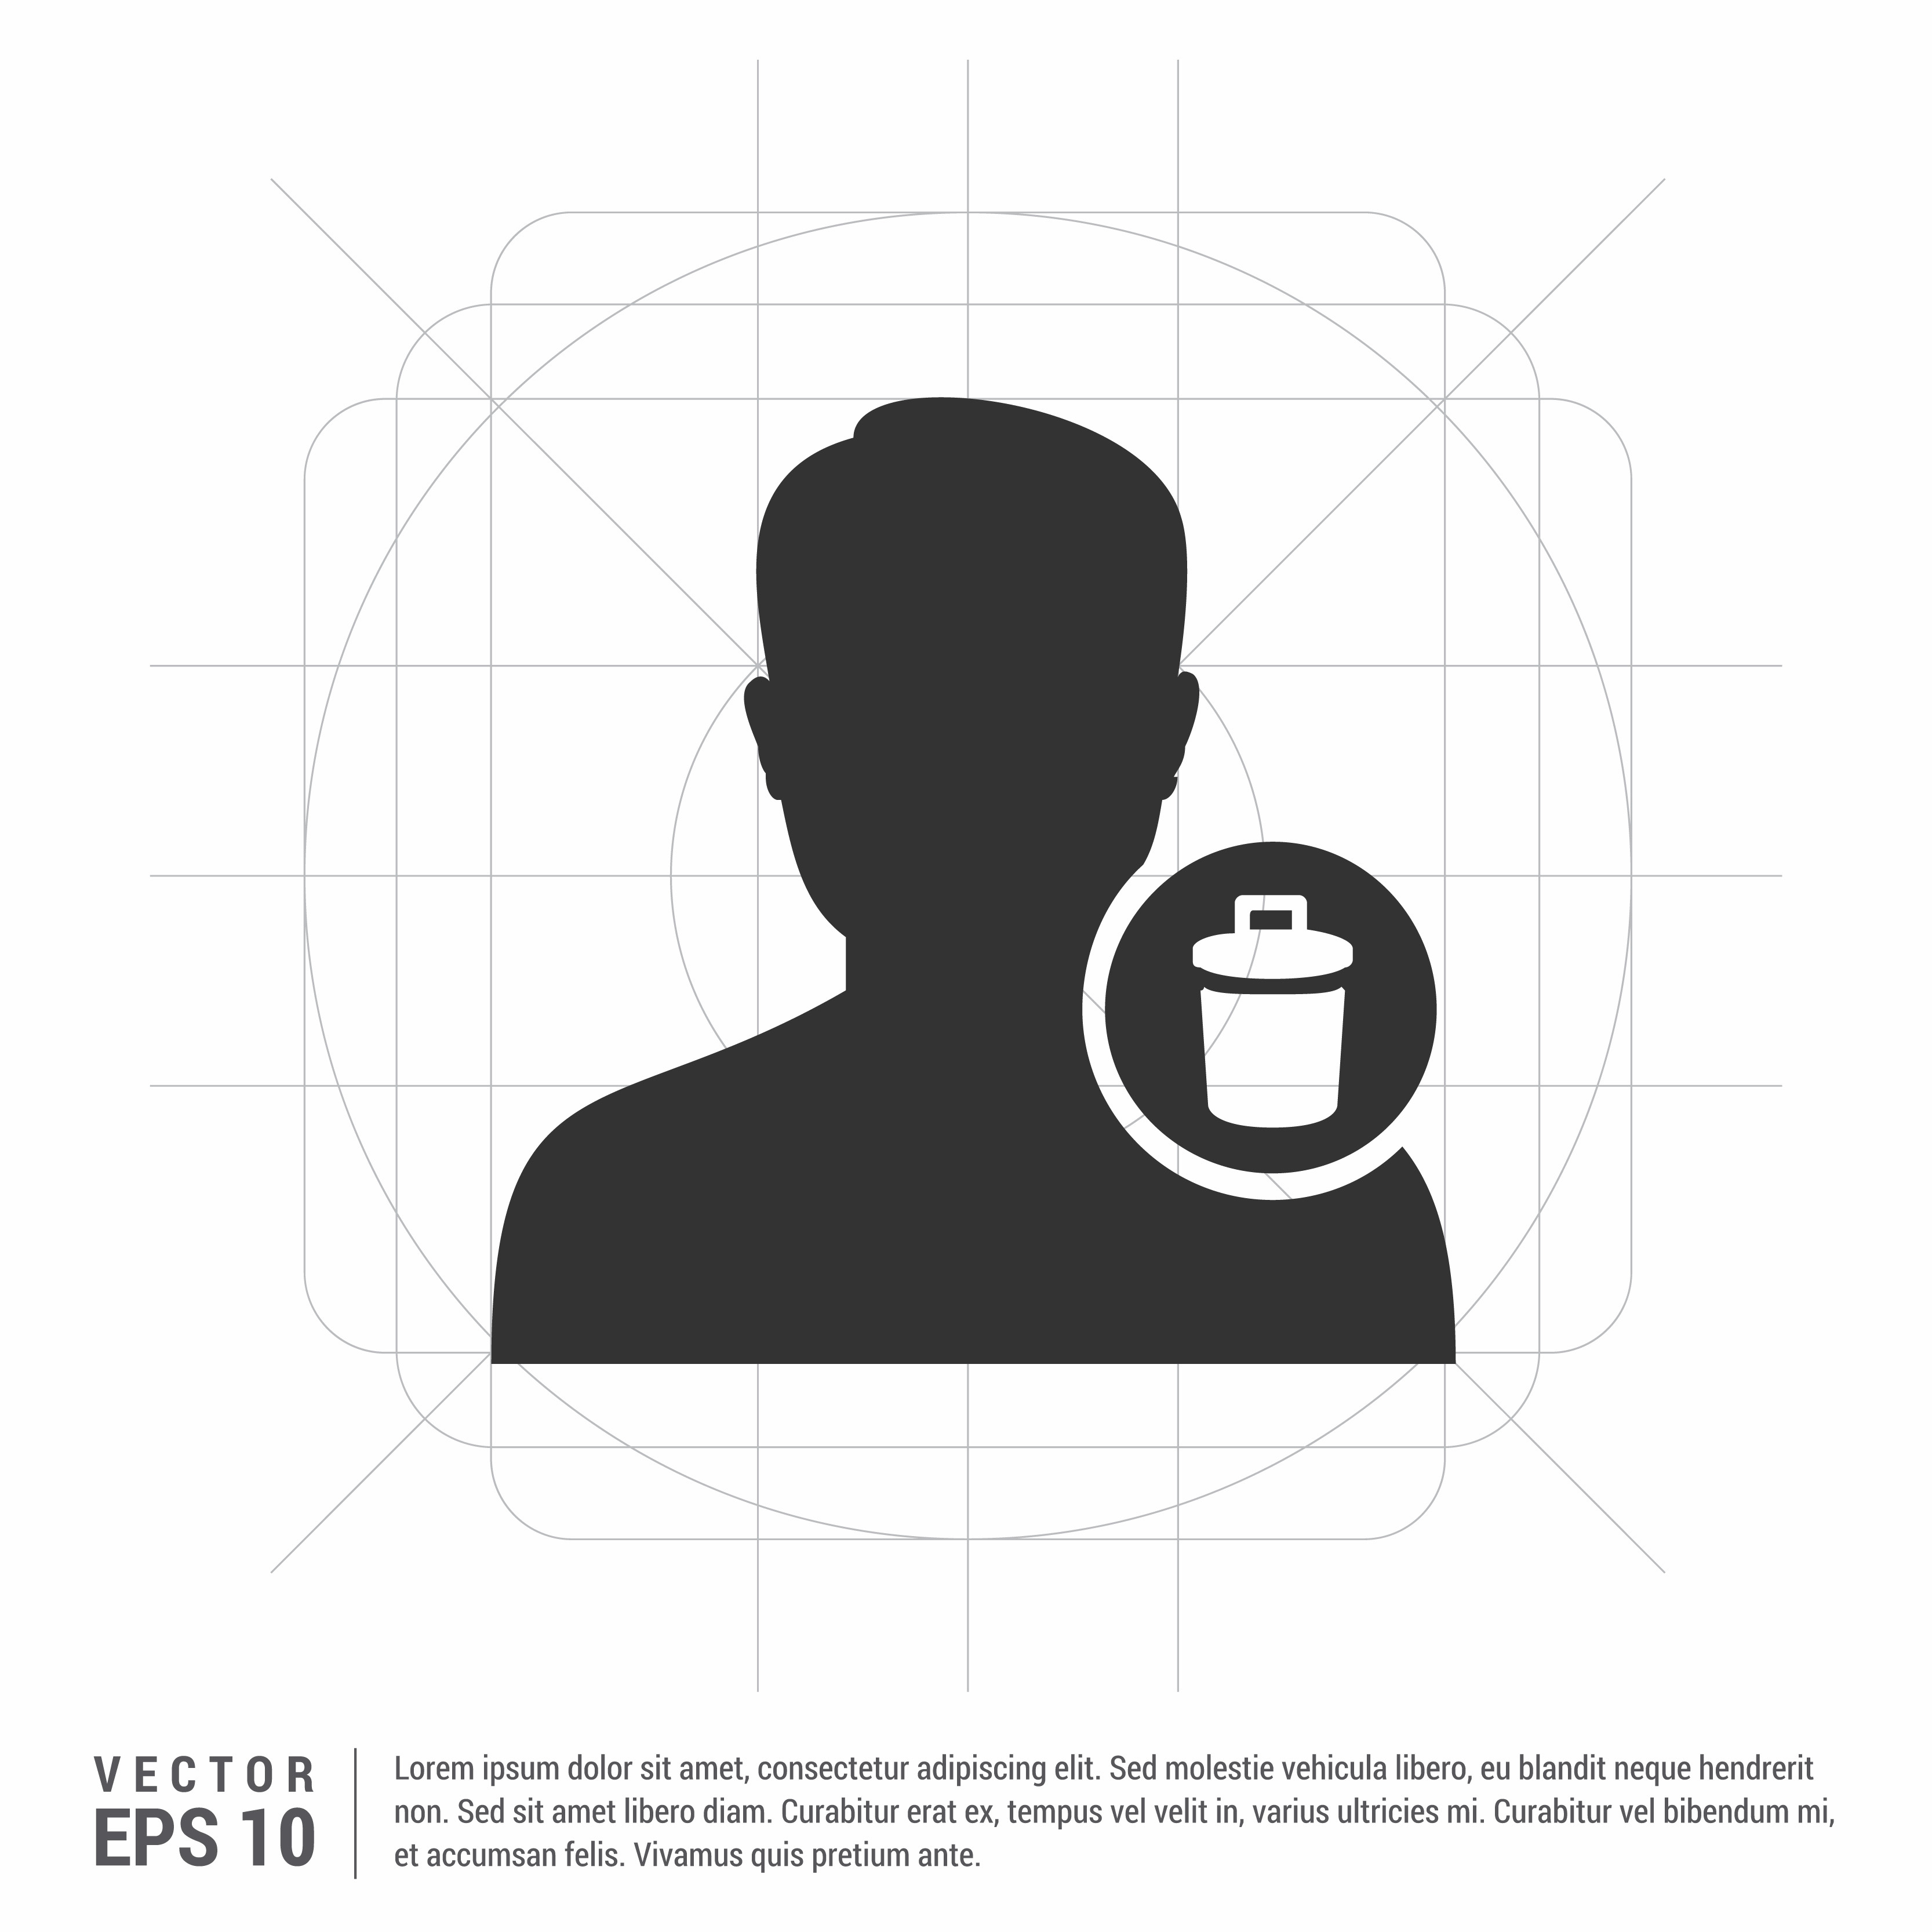 VECTOR
EPS 10
Lorem ipsum dolor sit amet, consectetur adipiscing elit. Sed molestie vehicula libero, eu blandit neque hendrerit
non. Sed sit amet libero diam. Curabitur erat ex, tempus vel velit in, varius ultricies mi. Curabitur vel bibendum mi,
et accumsan felis. Vivamus quis pretium ante.